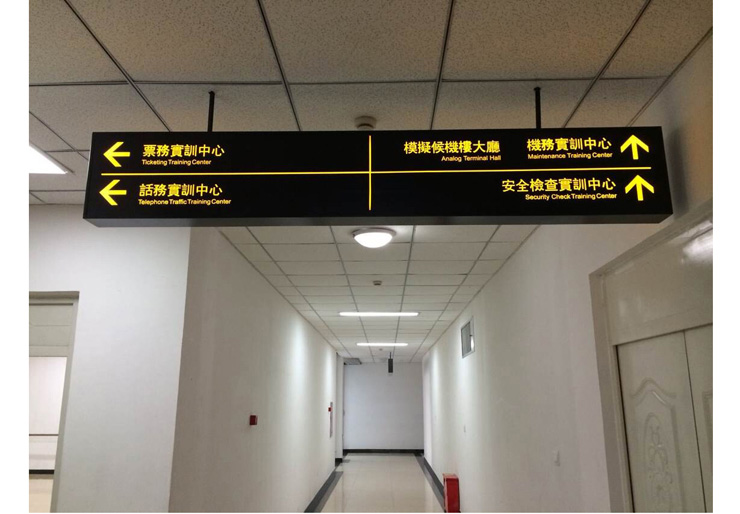 票務實訓中心
Ticketing Training Center
話務實訓中心
Telephone Traffic Training Center
模擬候機樓大廳
Analog Terminal Hall
機務實訓中心
Maintenance Training Center
安全檢查實訓中心
Security Check Training Center